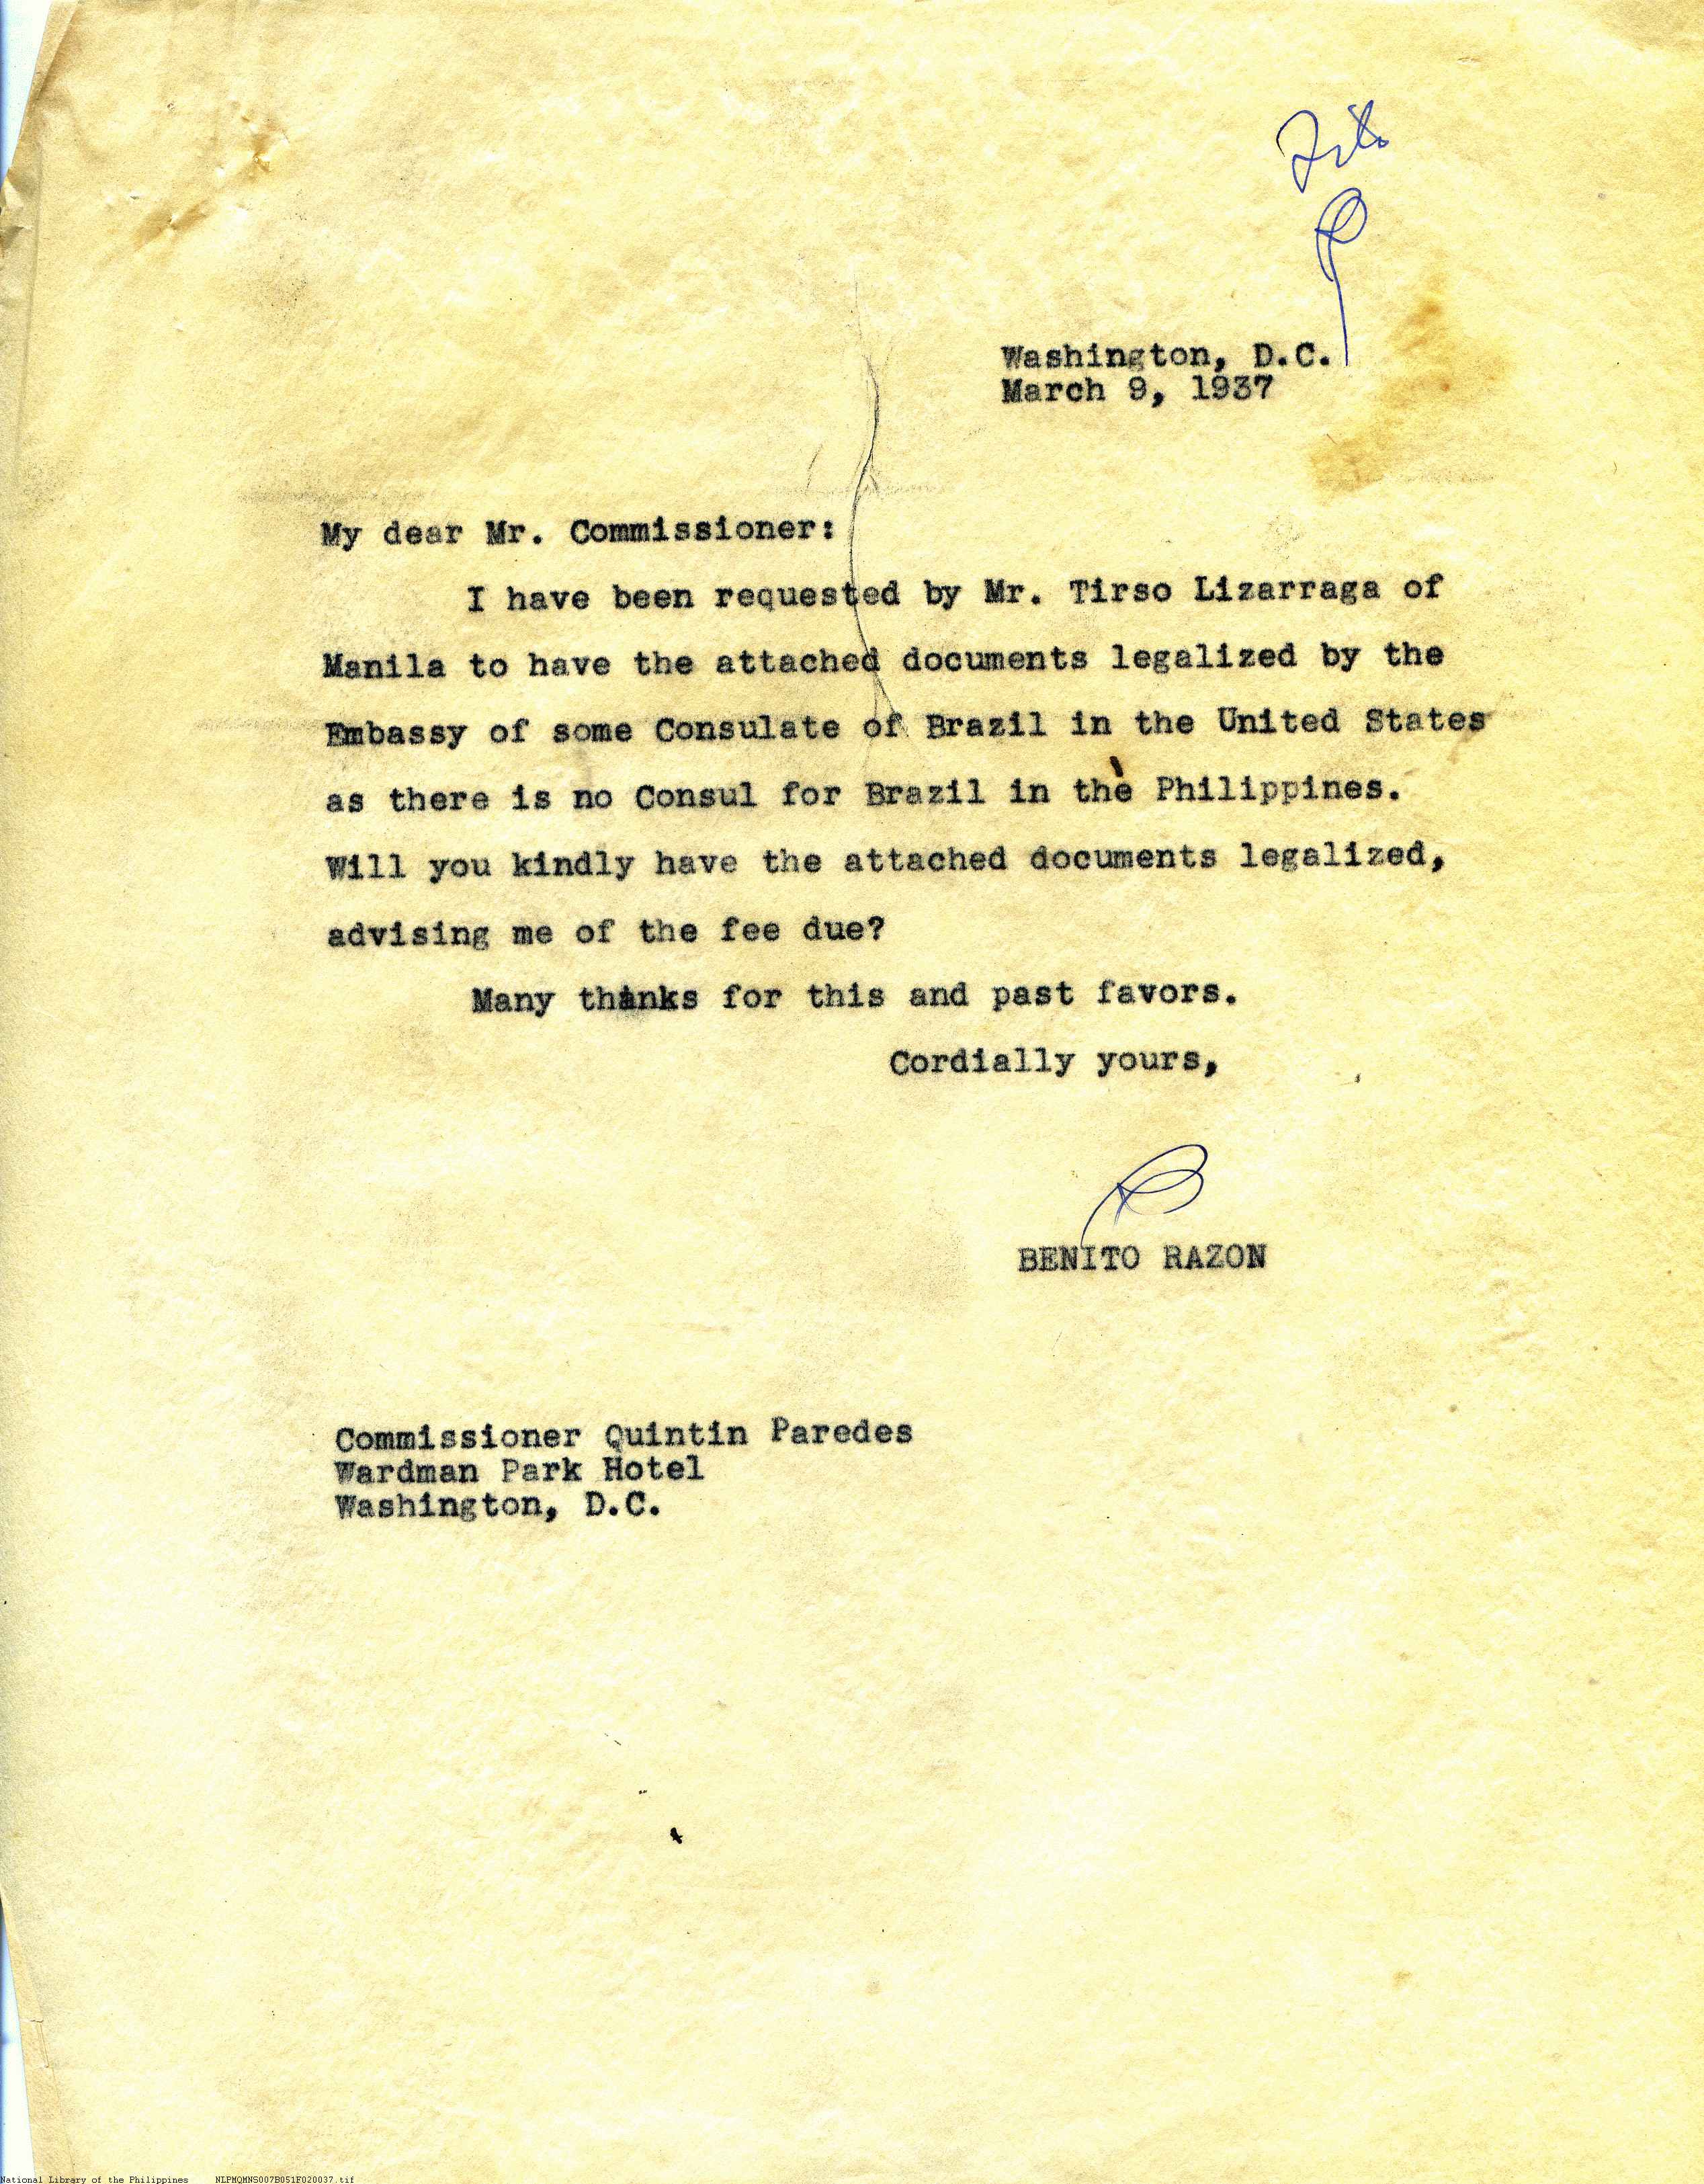 Washington, D.C.
March 9, 1937
My dear Mr. Commissioner:
I have been requested by Mr. Tirso Lizarraga of
Manila to have the attached documents legalized by the
Embassy of some Consulate of Brazil in the United States
as there is no Consul for Brazil in the Philippines.
Will you kindly have the attached documents legalized,
advising me of the fee due?
Many thanks for this and past favors.
Cordially yours,
BENITO RAZON
Commissioner Quintin Paredes
Wardman Park Hotel
Washington, D.C.
National Library of the Philippines NLPMQMNS007B051F020037.tif